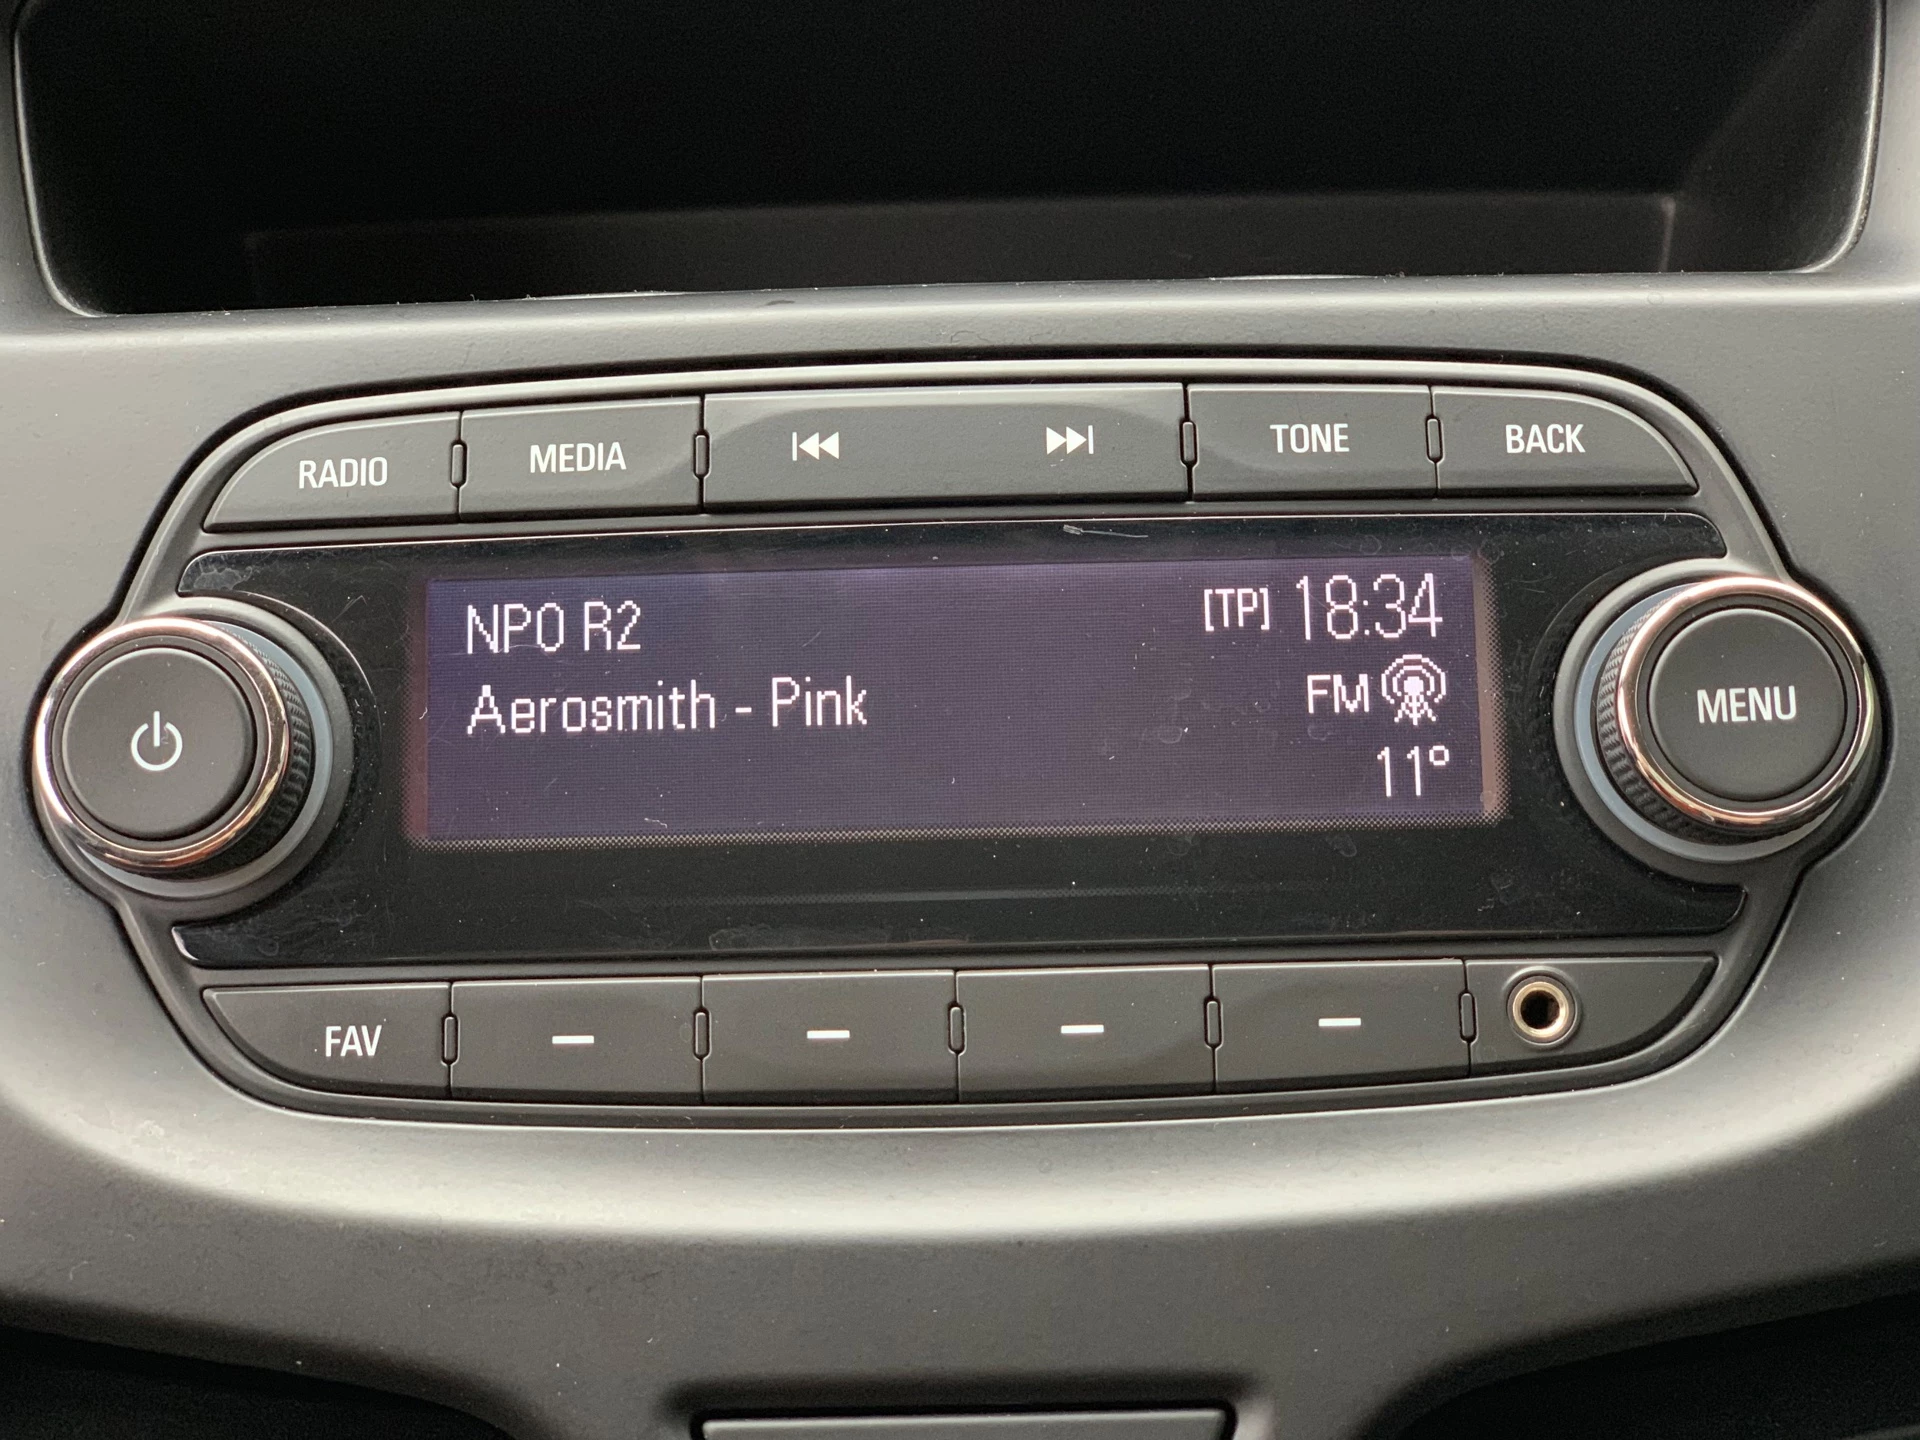 RADIO MEDIA TONE BACK
NPO R2 [TP] 18:34
Aerosmith - Pink FM
11°
MENU
FAV